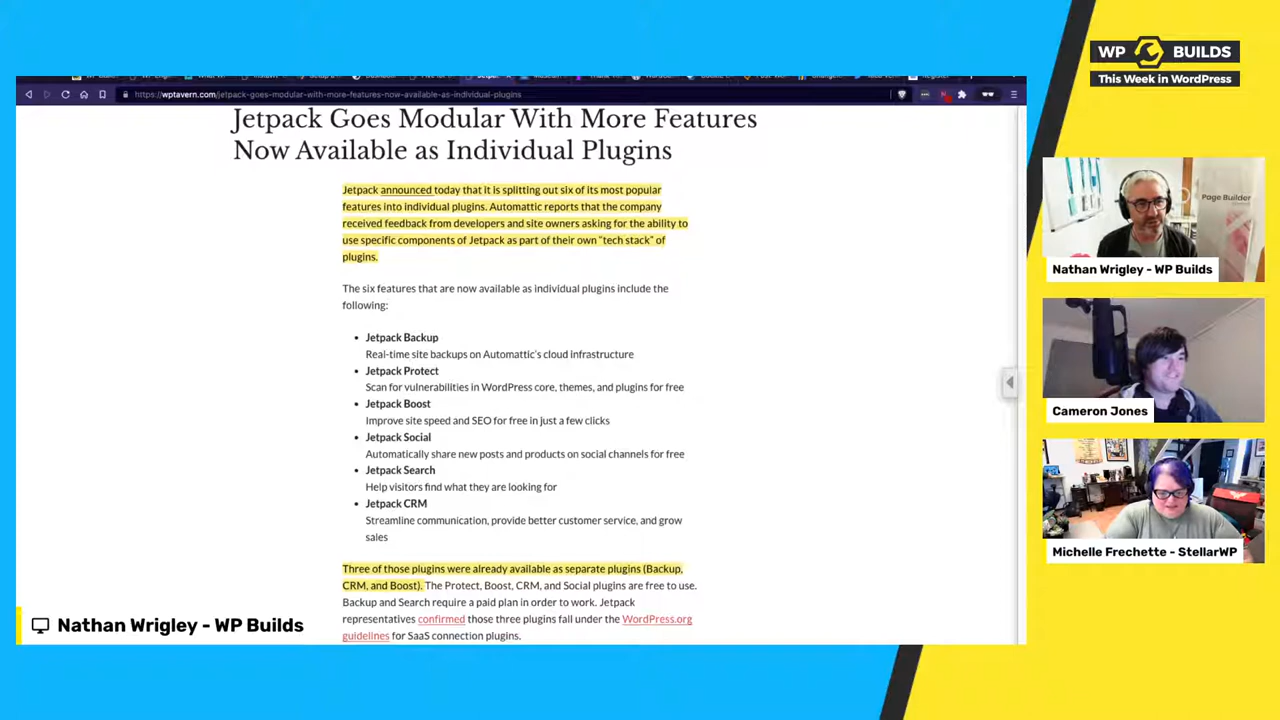 WP BUILDS
This Week in WordPress
https://wptavern.com/jetpack-goes-modular-with-more-features-now-available-as-individual-plugins
Jetpack Goes Modular With More Features
Now Available as Individual Plugins
Jetpack announced today that it is splitting out six of its most popular
features into individual plugins. Automattic reports that the company
received feedback from developers and site owners asking for the ability to
use specific components of Jetpack as part of their own “tech stack” of
plugins.
The six features that are now available as individual plugins include the
following:
• Jetpack Backup
Real-time site backups on Automattic’s cloud infrastructure
• Jetpack Protect
Scan for vulnerabilities in WordPress core, themes, and plugins for free
• Jetpack Boost
Improve site speed and SEO for free in just a few clicks
• Jetpack Social
Automatically share new posts and products on social channels for free
• Jetpack Search
Help visitors find what they are looking for
• Jetpack CRM
Streamline communication, provide better customer service, and grow
sales
Three of those plugins were already available as separate plugins (Backup,
CRM, and Boost). The Protect, Boost, CRM, and Social plugins are free to use.
Backup and Search require a paid plan in order to work. Jetpack
representatives confirmed those three plugins fall under the WordPress.org
guidelines for SaaS connection plugins.
Nathan Wrigley - WP Builds
Page Builder
Nathan Wrigley - WP Builds
Cameron Jones
Michelle Frechette - StellarWP